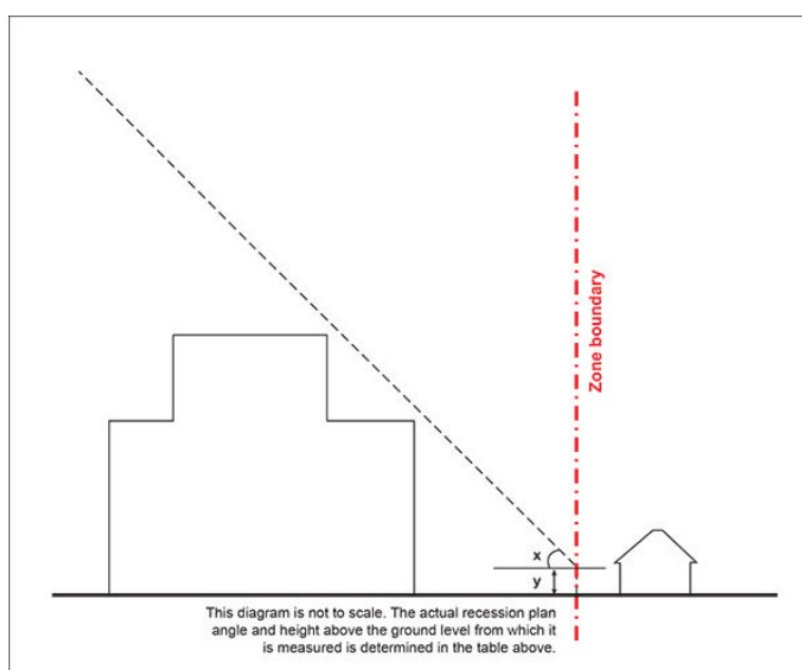 Zone boundary
x
y
This diagram is not to scale. The actual recession plan
angle and height above the ground level from which it
is measured is determined in the table above.